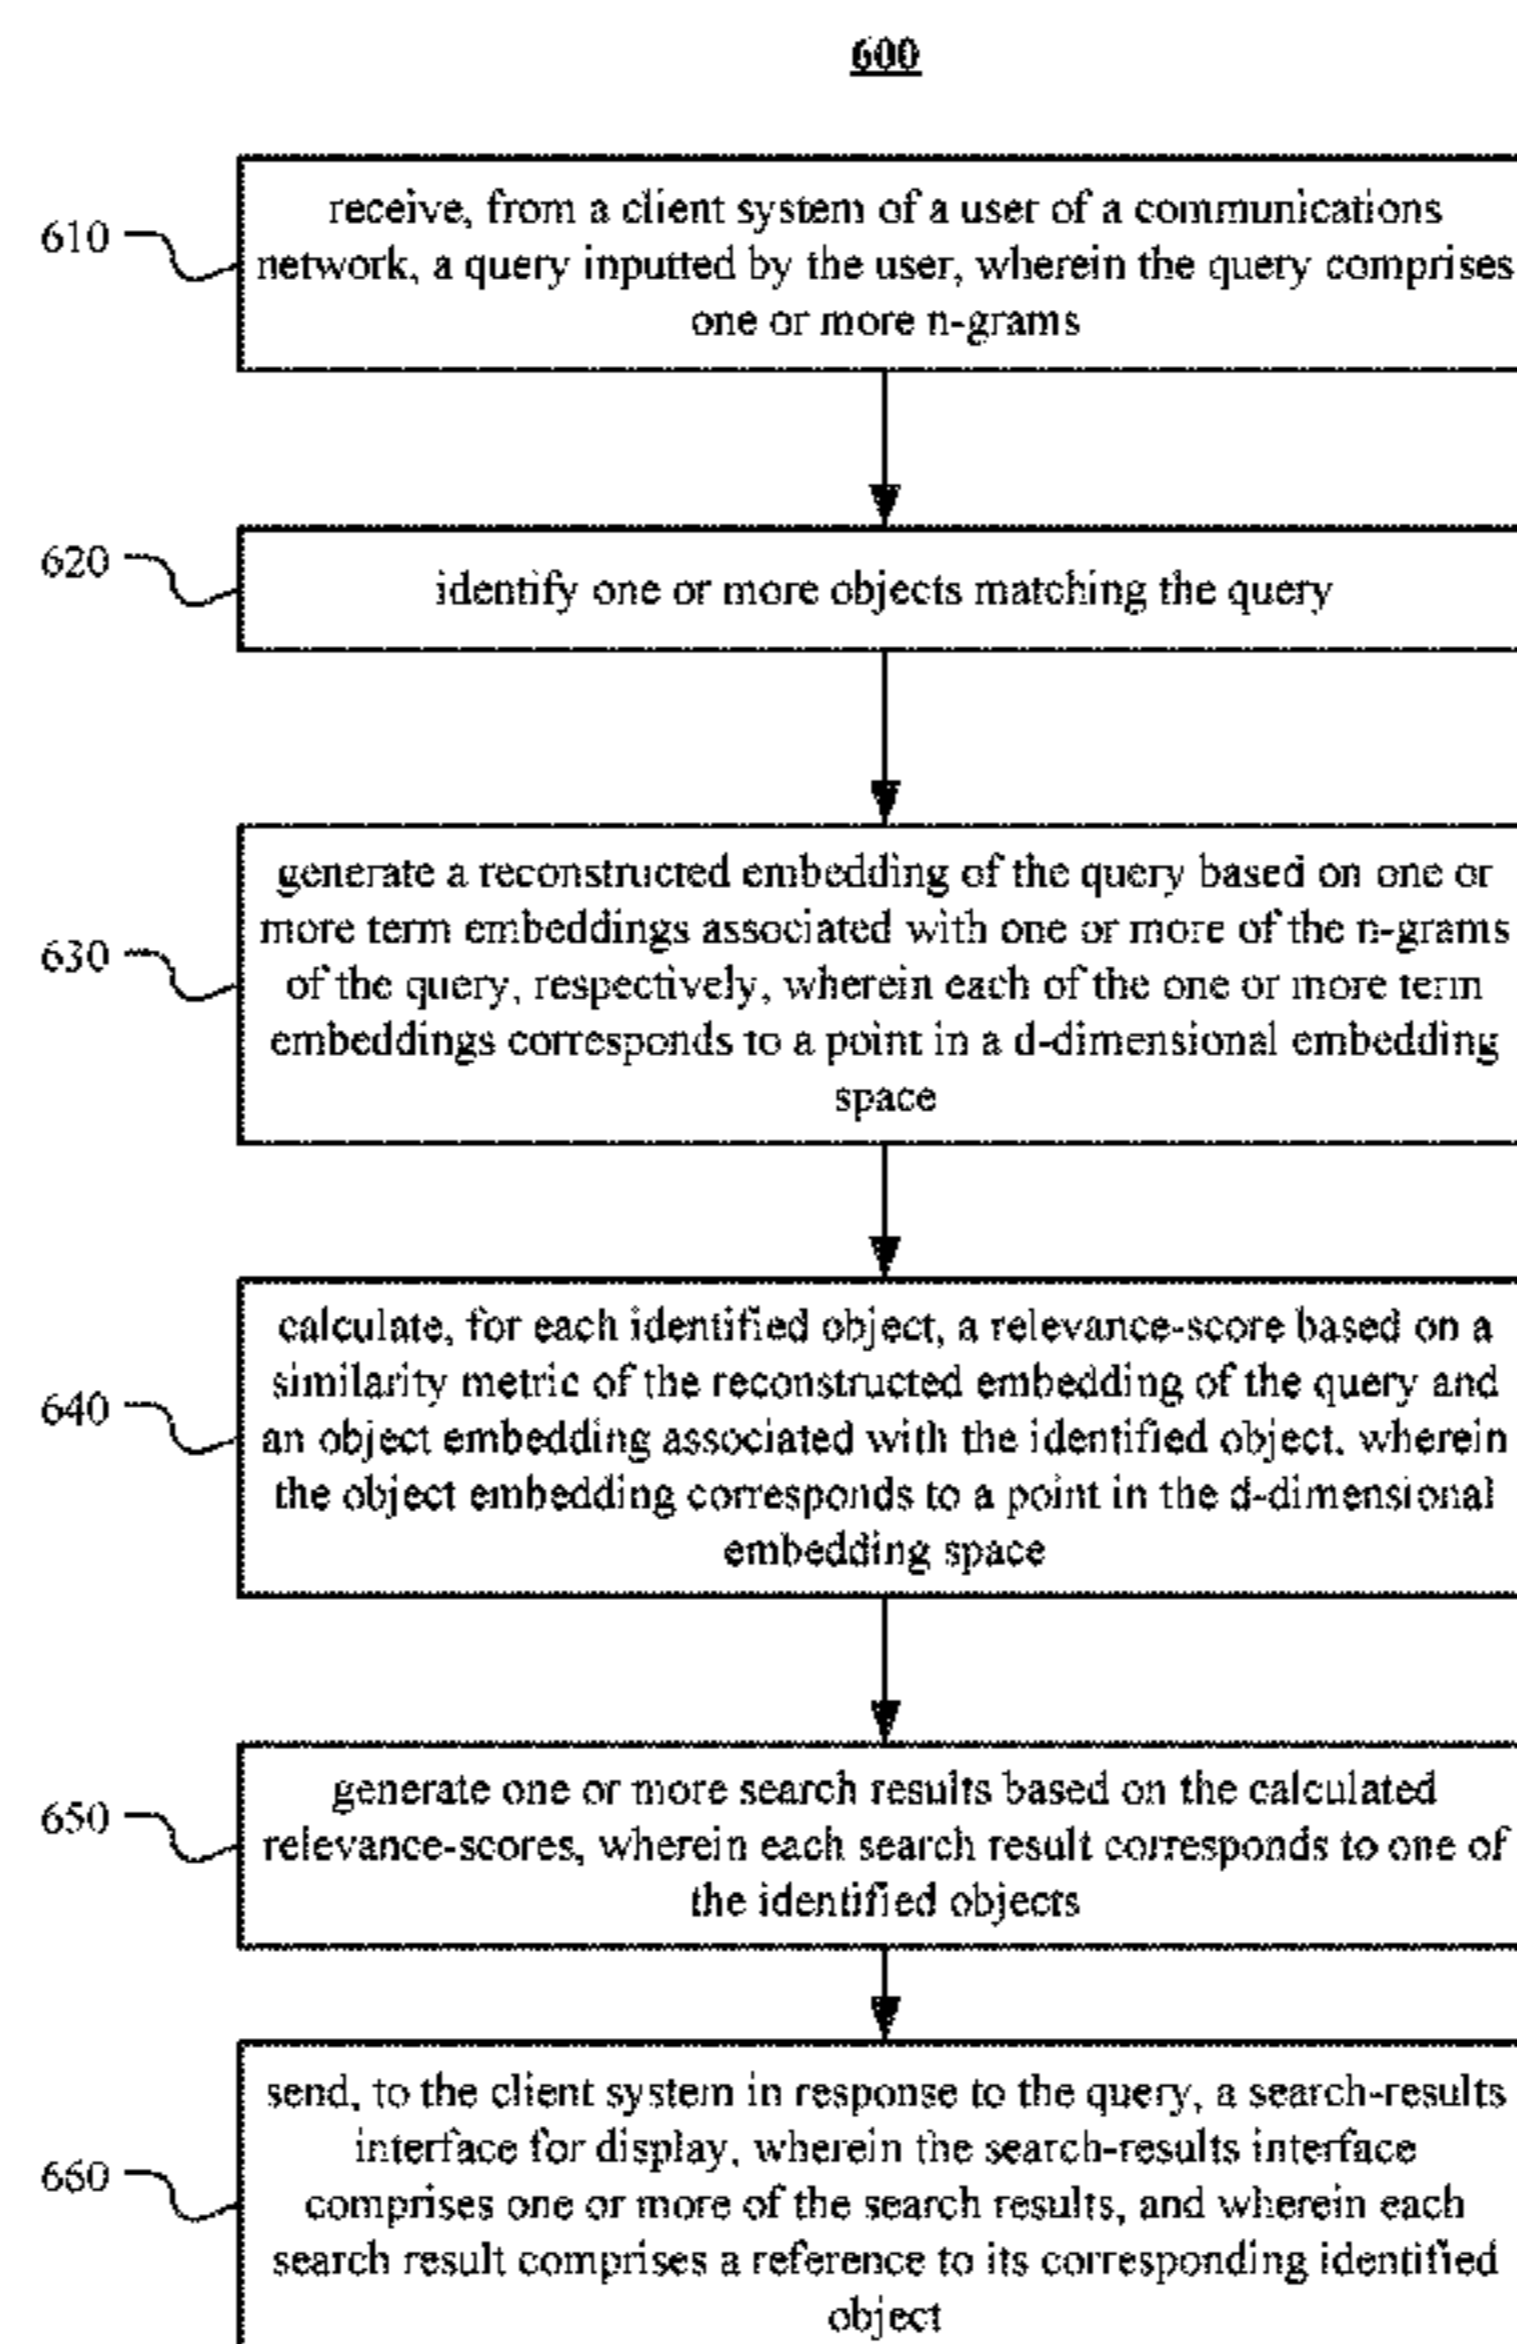 600
610
receive, from a client system of a user of a communications
network, a query inputted by the user, wherein the query comprises
one or more n-grams
620
identify one or more objects matching the query
630
generate a reconstructed embedding of the query based on one or
more term embeddings associated with one or more of the n-grams
of the query, respectively, wherein each of the one or more term
embeddings corresponds to a point in a d-dimensional embedding
space
640
calculate, for each identified object, a relevance-score based on a
similarity metric of the reconstructed embedding of the query and
an object embedding associated with the identified object, wherein
the object embedding corresponds to a point in the d-dimensional
embedding space
650
generate one or more search results based on the calculated
relevance-scores, wherein each search result corresponds to one of
the identified objects
660
send, to the client system in response to the query, a search-results
interface for display, wherein the search-results interface
comprises one or more of the search results, and wherein each
search result comprises a reference to its corresponding identified
object